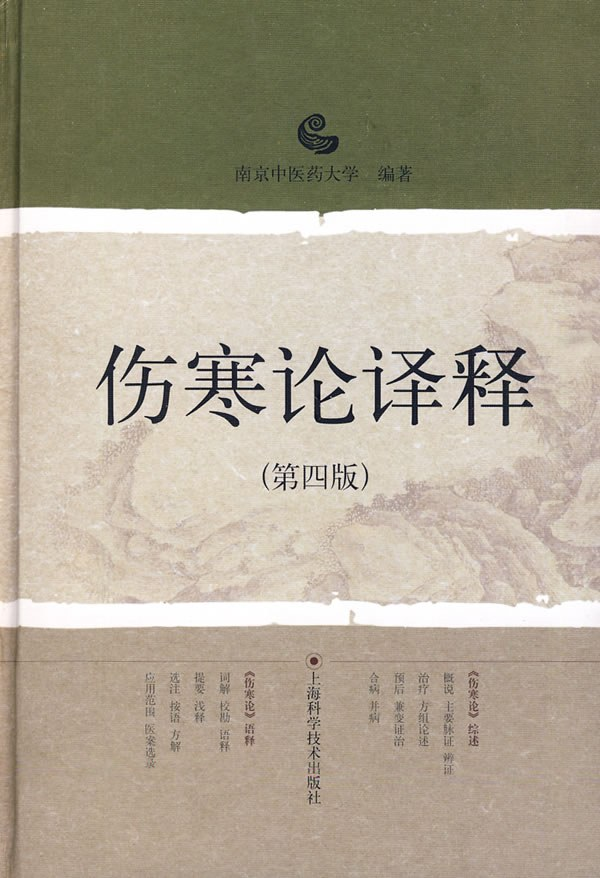 南京中医药大学 编著
伤寒论译释
（第四版）
《伤寒论》综述
概说 主要脉证 辨证
治疗 方组论述
预后 兼变证治
合病 并病
上海科学技术出版社
《伤寒论》语释
词解 校勘 语释
提要 浅释
选注 按语 方解
应用范围 医案选录